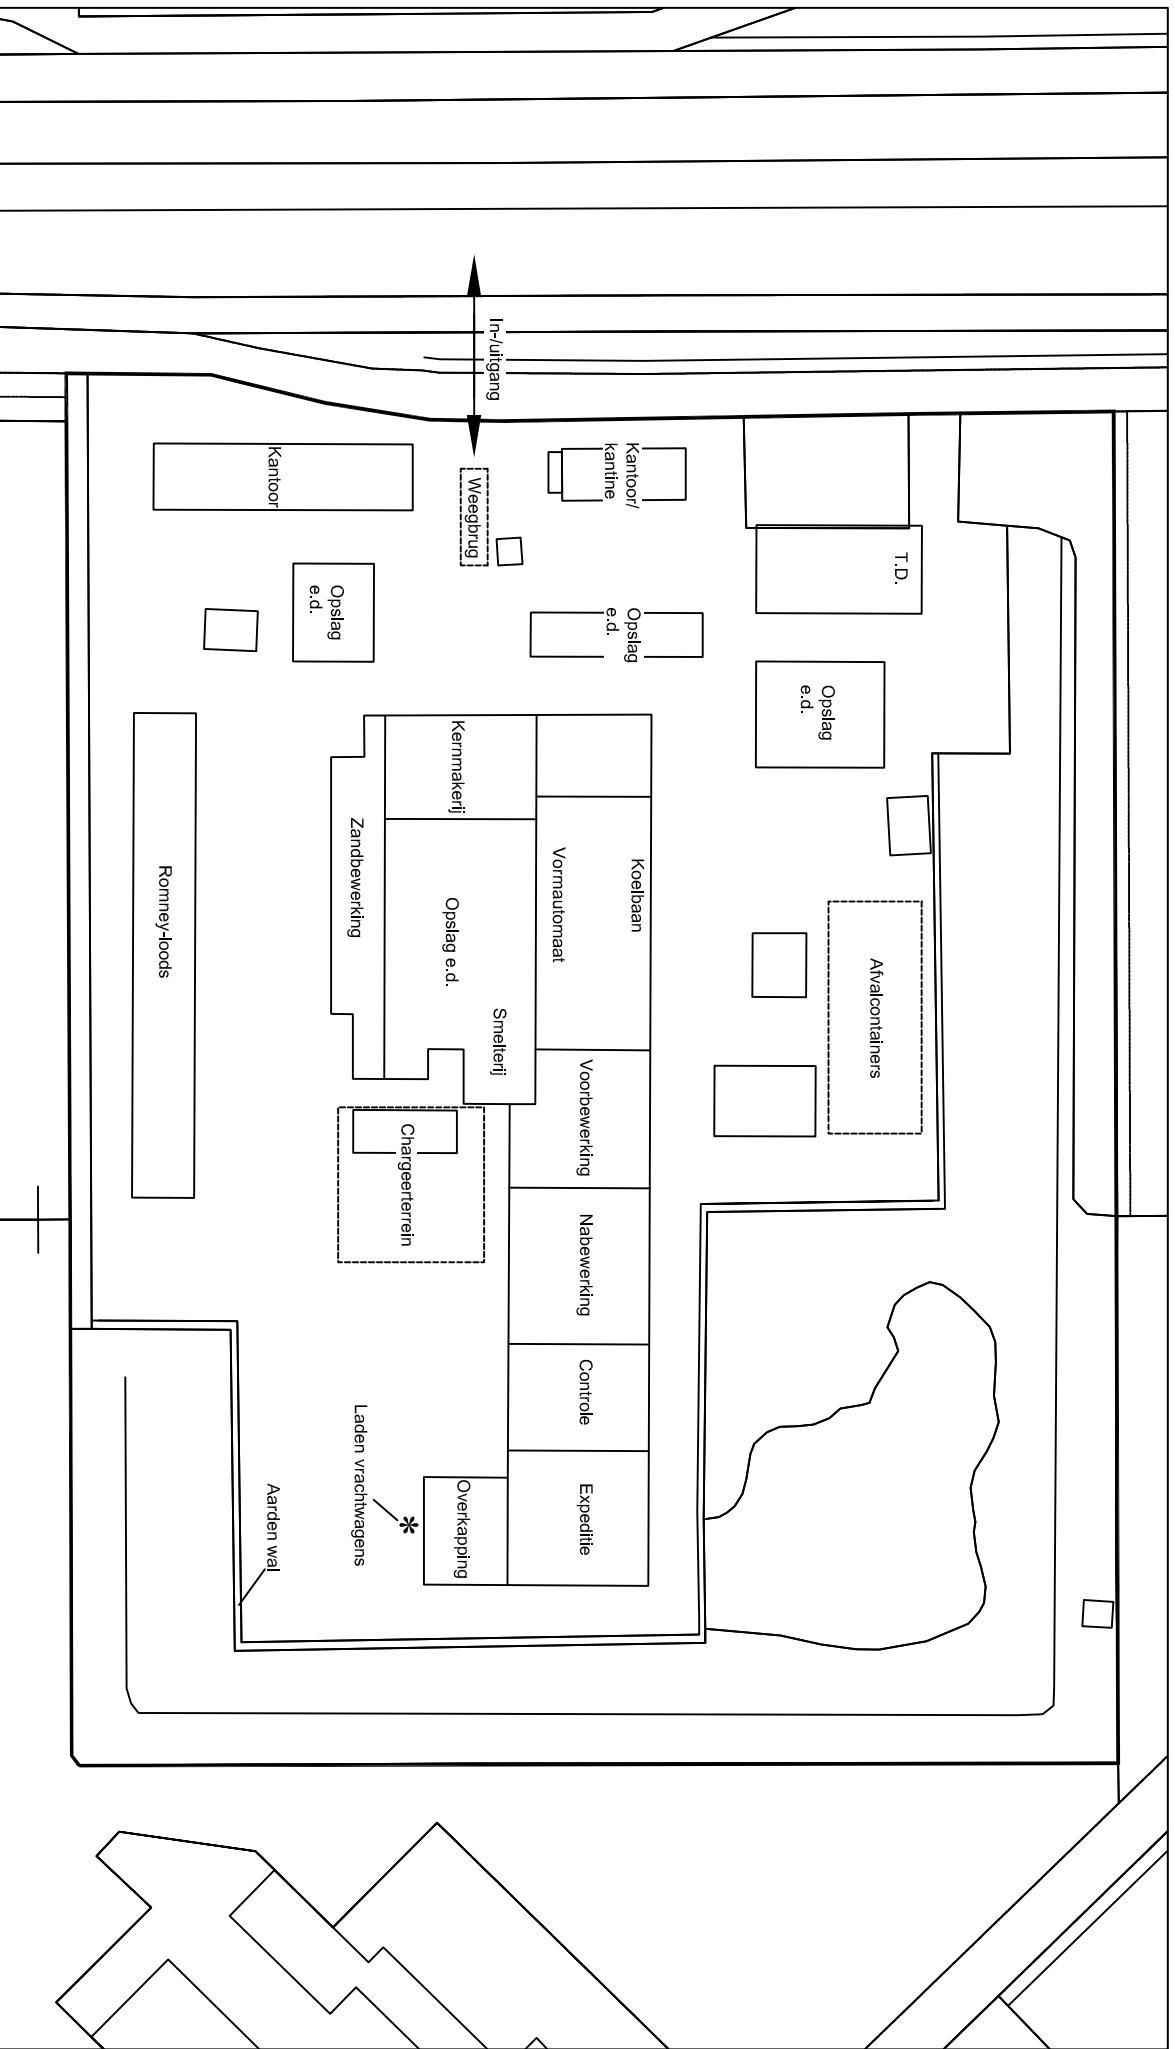 In-/uitgang
Kantoor
Weegbrug
Kantoor/
kantine
T.D.
Opslag
e.d.
Opslag
e.d.
Opslag
e.d.
Kernmakerij
Zandbewerking
Romney-loods
Opslag e.d.
Vormautomaat
Koelbaan
Smelterij
Afvalcontainers
Voorbewerking
Chargeerterrein
Nabewerking
Controle
Expeditie
Overkapping
*
Laden vrachtwagens
Aarden wal